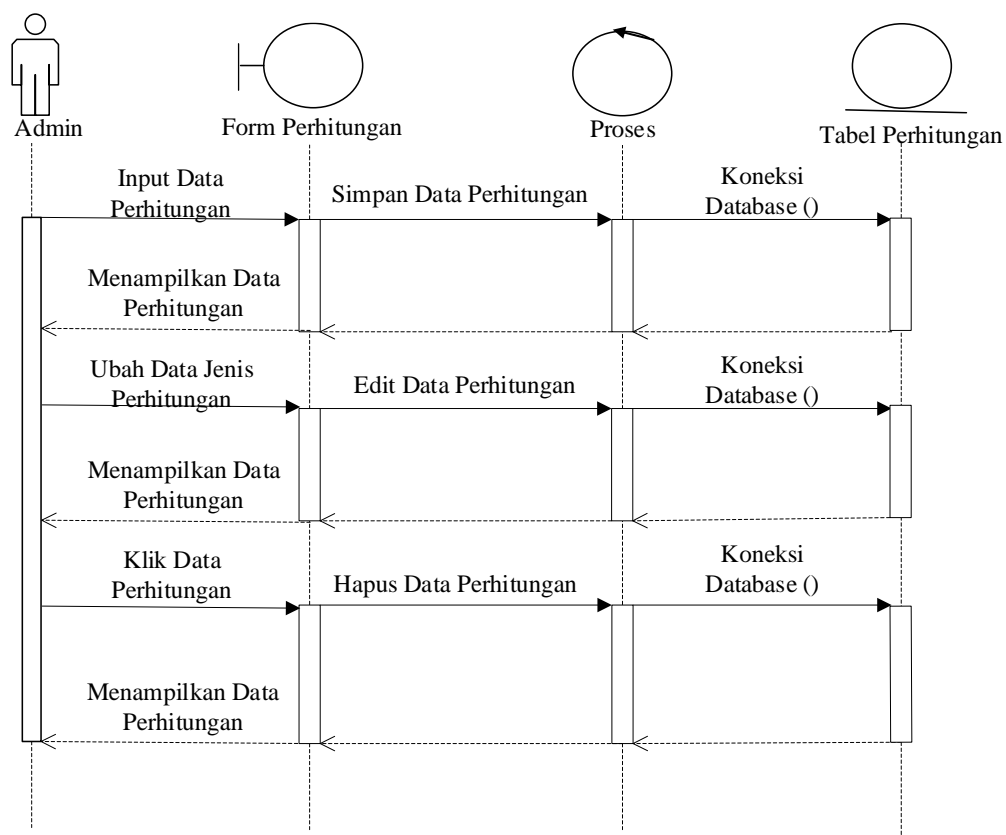 Admin
Form Perhitungan
Proses
Tabel Perhitungan
Input Data
Perhitungan
Simpan Data Perhitungan
Koneksi
Database ()
Menampilkan Data
Perhitungan
Ubah Data Jenis
Perhitungan
Edit Data Perhitungan
Koneksi
Database ()
Menampilkan Data
Perhitungan
Klik Data
Perhitungan
Hapus Data Perhitungan
Koneksi
Database ()
Menampilkan Data
Perhitungan